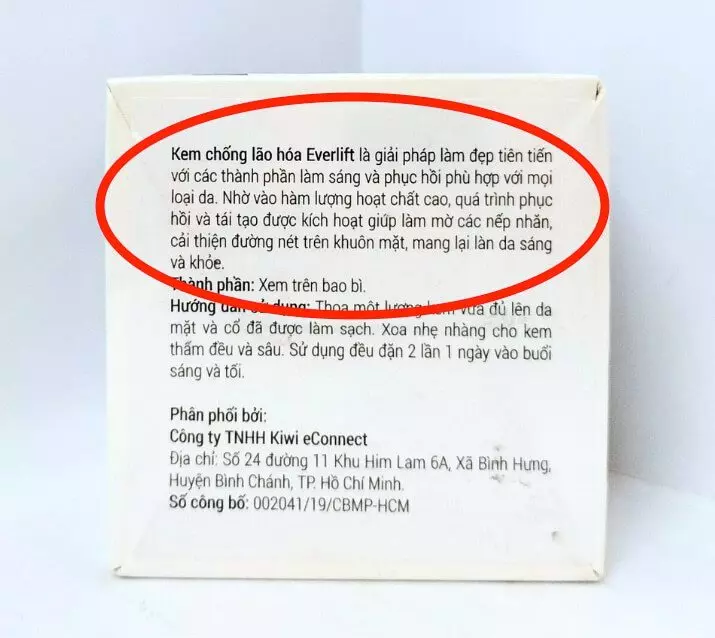 Kem chống lão hóa Everlift là giải pháp làm đẹp tiên tiến
với các thành phần làm sáng và phục hồi phù hợp với mọi
loại da. Nhờ vào hàm lượng hoạt chất cao, quá trình phục
hồi và tái tạo được kích hoạt giúp làm mờ các nếp nhăn,
cải thiện đường nét trên khuôn mặt, mang lại làn da sáng
và khỏe.
Thành phần: Xem trên bao bì.
Hướng dẫn sử dụng: Thoa một lượng kem vừa đủ lên da
mặt và cổ đã được làm sạch. Xoa nhẹ nhàng cho kem
thấm đều và sâu. Sử dụng đều đặn 2 lần 1 ngày vào buổi
sáng và tối.
Phân phối bởi:
Công ty TNHH Kiwi eConnect
Địa chỉ: Số 24 đường 11 Khu Him Lam 6A, Xã Bình Hưng,
Huyện Bình Chánh, TP. Hồ Chí Minh.
Số công bố: 002041/19/CBMP-HCM